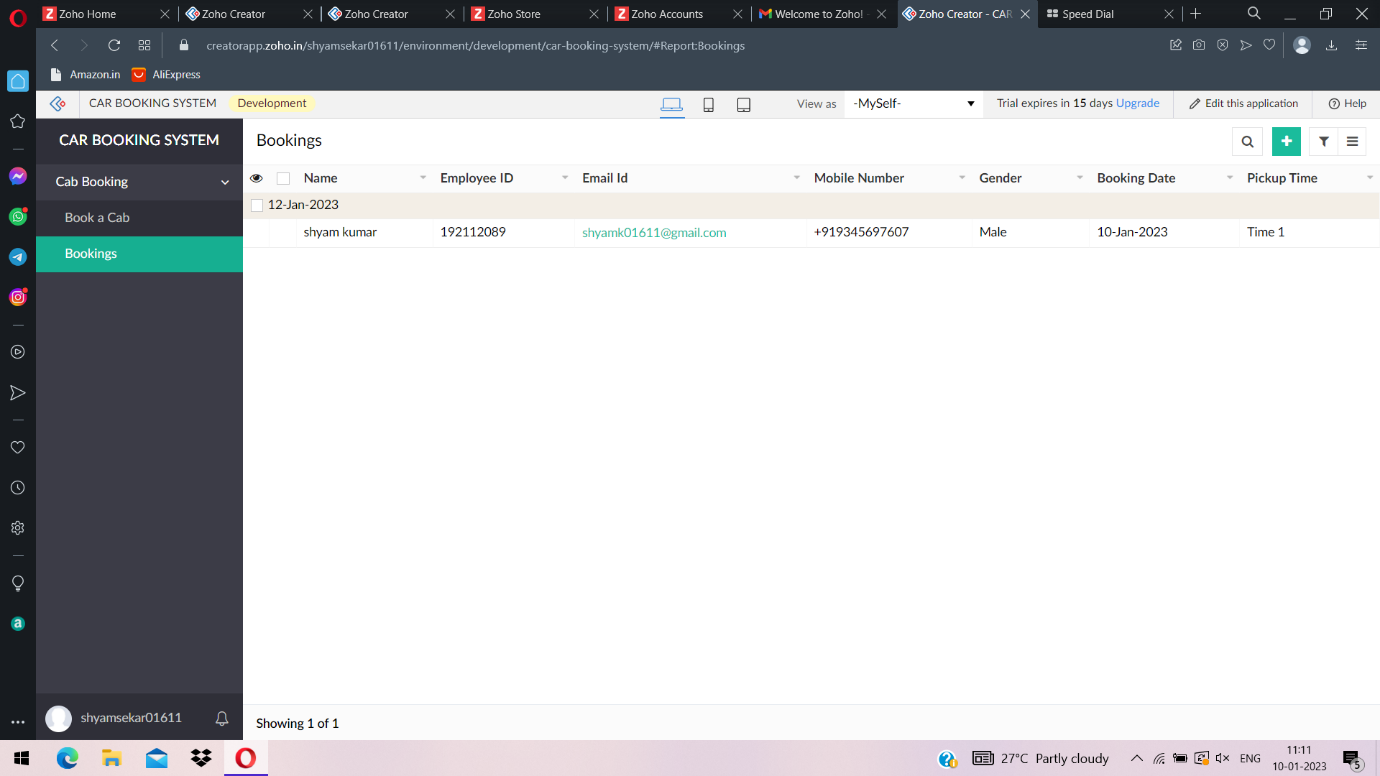 Zoho Home
Zoho Creator
Zoho Creator
Zoho Store
Zoho Accounts
Welcome to Zoho! -
Zoho Creator - CAR
Speed Dial
creatorapp.zoho.in/shyamsekar01611/environment/development/car-booking-system/#Report:Bookings
Amazon.in AliExpress
CAR BOOKING SYSTEM Development View as -MySelf- Trial expires in 15 days Upgrade Edit this application Help
CAR BOOKING SYSTEM
Cab Booking
Book a Cab
Bookings
shyamsekar01611
Bookings
Name Employee ID Email Id Mobile Number Gender Booking Date Pickup Time
12-Jan-2023
shyam kumar 192112089 shyamk01611@gmail.com +919345697607 Male 10-Jan-2023 Time 1
Showing 1 of 1
27°C Partly cloudy ENG 11:11
10-01-2023 5